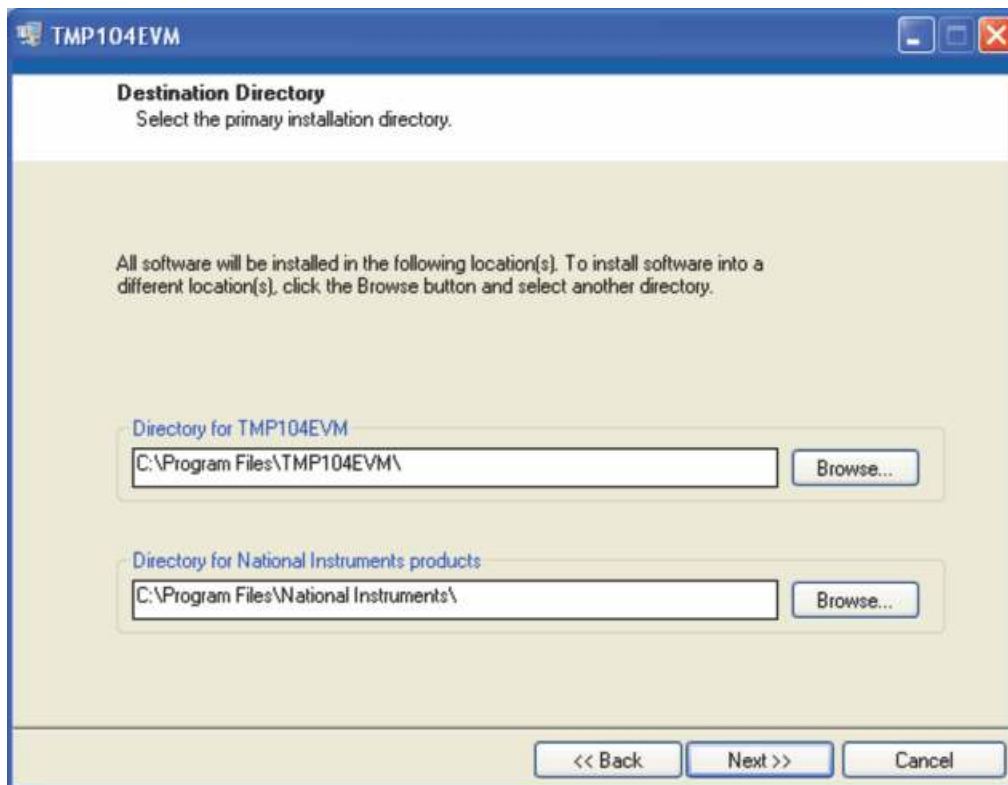 TMP104EVM
Destination Directory
Select the primary installation directory.
All software will be installed in the following location(s). To install software into a
different location(s), click the Browse button and select another directory.
Directory for TMP104EVM
C:\Program Files\TMP104EVM\
Browse...
Directory for National Instruments products
C:\Program Files\National Instruments\
Browse...
<< Back
Next >>
Cancel